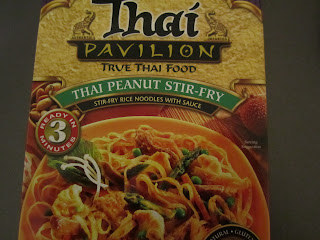 Thai
PAVILION
TRUE THAI FOOD
THAI PEANUT STIR-FRY
STIR-FRY RICE NOODLES WITH SAUCE
READY IN
3
MINUTES